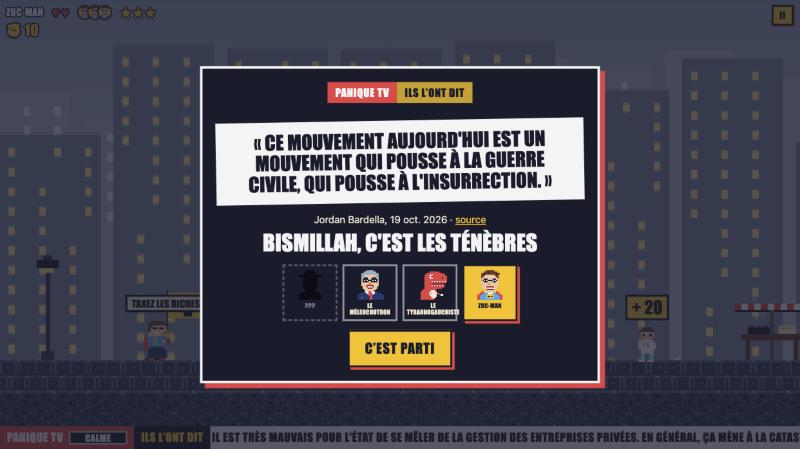 ZUC-MAN
10
PANIQUE TV ILS L'ONT DIT
« CE MOUVEMENT AUJOURD'HUI EST UN
MOUVEMENT QUI POUSSE À LA GUERRE
CIVILE, QUI POUSSE À L'INSURRECTION. »
Jordan Bardella, 19 oct. 2026 · source
BISMILLAH, C'EST LES TÉNÈBRES
???
LE
MÉLENCHOTRON
LE
TYRANNOGAUCHISTE
ZUC-MAN
TAXEZ LES RICHES
+20
C'EST PARTI
PANIQUE TV CALME ILS L'ONT DIT IL EST TRÈS MAUVAIS POUR L'ÉTAT DE SE MÊLER DE LA GESTION DES ENTREPRISES PRIVÉES. EN GÉNÉRAL, ÇA MÈNE À LA CATAS